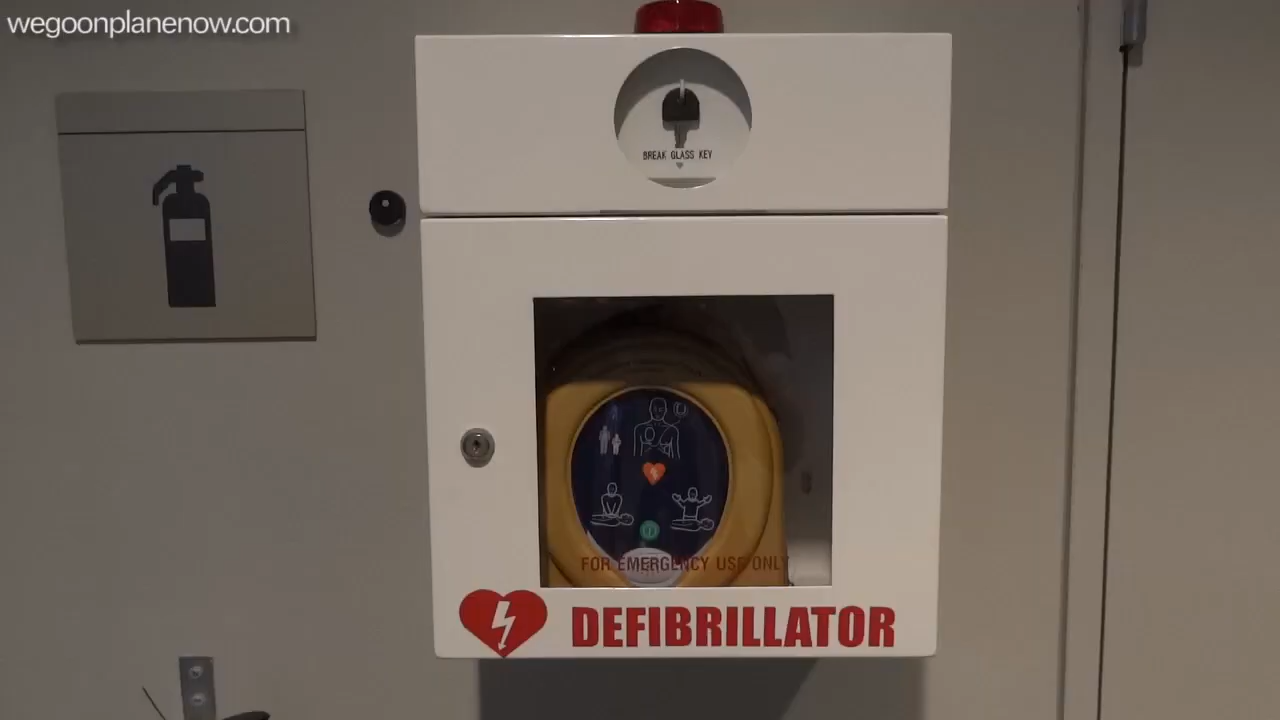 wegoonplanenow.com
BREAK GLASS KEY
FOR EMERGENCY USE ONLY
DEFIBRILLATOR